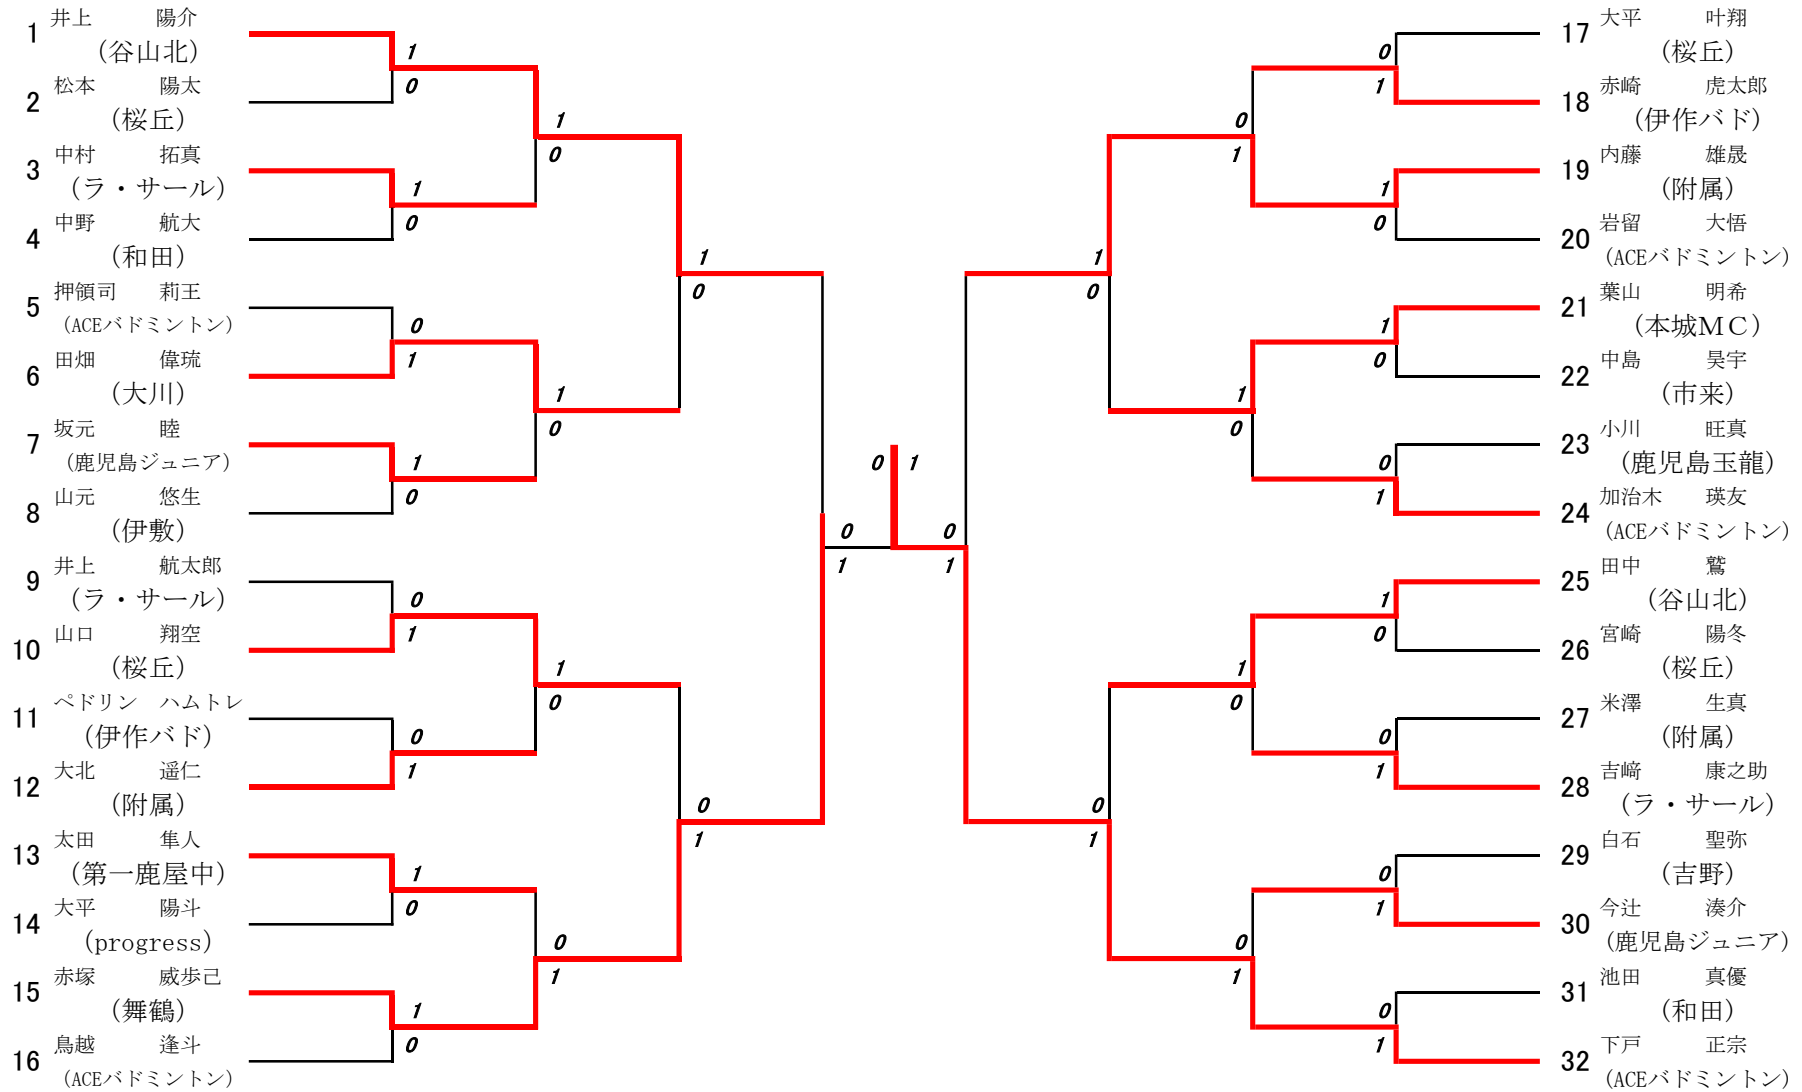 1 井上 陽介
(谷山北)
2 松本 陽太
(桜丘)
3 中村 拓真
(ラ・サール)
4 中野 航大
(和田)
5 押領司 莉王
(ACEバドミントン)
6 田畑 偉琉
(大川)
7 坂元 睦
(鹿児島ジュニア)
8 山元 悠生
(伊敷)
9 井上 航太郎
(ラ・サール)
10 山口 翔空
(桜丘)
11 ペドリン ハムトレ
(伊作バド)
12 大北 遥仁
(附属)
13 太田 隼人
(第一鹿屋中)
14 大平 陽斗
(progress)
15 赤塚 威歩己
(舞鶴)
16 鳥越 逢斗
(ACEバドミントン)
1
0
1
0
0
1
1
0
0
1
0
1
1
0
1
0
1
0
1
0
1
0
0
1
1
0
0
1
0
1
0 1
0
1
1
0
0
1
0
1
1
0
1
0
0
1
0
1
1
0
1
0
0
1
1
0
0
1
0
1
0
1
17 大平 叶翔
(桜丘)
18 赤崎 虎太郎
(伊作バド)
19 内藤 雄晟
(附属)
20 岩留 大悟
(ACEバドミントン)
21 葉山 明希
(本城MC)
22 中島 昊宇
(市来)
23 小川 旺真
(鹿児島玉龍)
24 加治木 瑛友
(ACEバドミントン)
25 田中 鷲
(谷山北)
26 宮崎 陽冬
(桜丘)
27 米澤 生真
(附属)
28 吉﨑 康之助
(ラ・サール)
29 白石 聖弥
(吉野)
30 今辻 湊介
(鹿児島ジュニア)
31 池田 真優
(和田)
32 下戸 正宗
(ACEバドミントン)